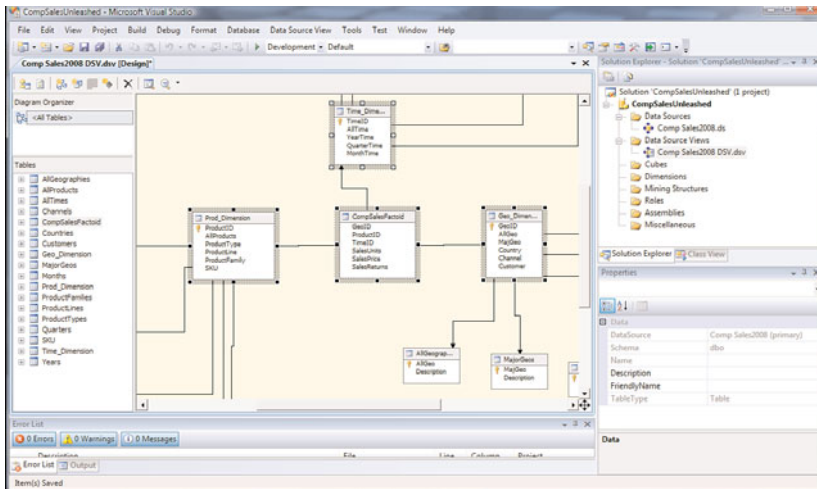 CompSalesUnleashed - Microsoft Visual Studio
File Edit View Project Build Debug Format Database Data Source View Tools Test Window Help
Development Default
Comp Sales2008 DSV.dsv [Design]*
Diagram Organizer
<All Tables>
Tables
AllGeographies
AllProducts
AllTimes
Channels
CompSalesFactoid
Countries
Customers
Geo_Dimension
MajorGeos
Months
Prod_Dimension
ProductFamilies
ProductLines
ProductTypes
Quarters
SKU
Time_Dimension
Years
Time_Dime...
TimeID
AllTime
YearTime
QuarterTime
MonthTime
Prod_Dimension
ProductID
AllProducts
ProductType
ProductLine
ProductFamily
SKU
CompSalesFactoid
GeoID
ProductID
TimeID
SalesUnits
SalesPrice
SalesReturns
Geo_Dimen...
GeoID
AllGeo
MajGeo
Country
Channel
Customer
AllGeograp...
AllGeo
Description
MajorGeos
MajGeo
Description
Solution Explorer - Solution 'CompSalesUnleashed' ...
Solution 'CompSalesUnleashed' (1 project)
CompSalesUnleashed
Data Sources
Comp Sales2008.ds
Data Source Views
Comp Sales2008 DSV.dsv
Cubes
Dimensions
Mining Structures
Roles
Assemblies
Miscellaneous
Solution Explorer Class View
Properties
Data
DataSource Comp Sales2008 (primary)
Schema dbo
Name
Description
FriendlyName
TableType Table
Data
Error List
0 Errors 0 Warnings 0 Messages
Description File Line Column Project
Error List Output
Item(s) Saved